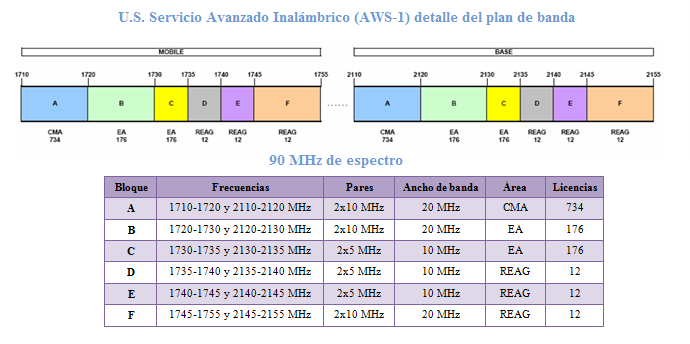 U.S. Servicio Avanzado Inalámbrico (AWS-1) detalle del plan de banda
MOBILE BASE
1710 1720 1730 1735 1740 1745 1755 2110 2120 2130 2135 2140 2145 2155
A B C D E F ...... A B C D E F
CMA EA EA REAG REAG REAG CMA EA EA REAG REAG REAG
734 176 176 12 12 12 734 176 176 12 12 12
90 MHz de espectro
Bloque Frecuencias Pares Ancho de banda Área Licencias
A 1710-1720 y 2110-2120 MHz 2x10 MHz 20 MHz CMA 734
B 1720-1730 y 2120-2130 MHz 2x10 MHz 20 MHz EA 176
C 1730-1735 y 2130-2135 MHz 2x5 MHz 10 MHz EA 176
D 1735-1740 y 2135-2140 MHz 2x5 MHz 10 MHz REAG 12
E 1740-1745 y 2140-2145 MHz 2x5 MHz 10 MHz REAG 12
F 1745-1755 y 2145-2155 MHz 2x10 MHz 20 MHz REAG 12